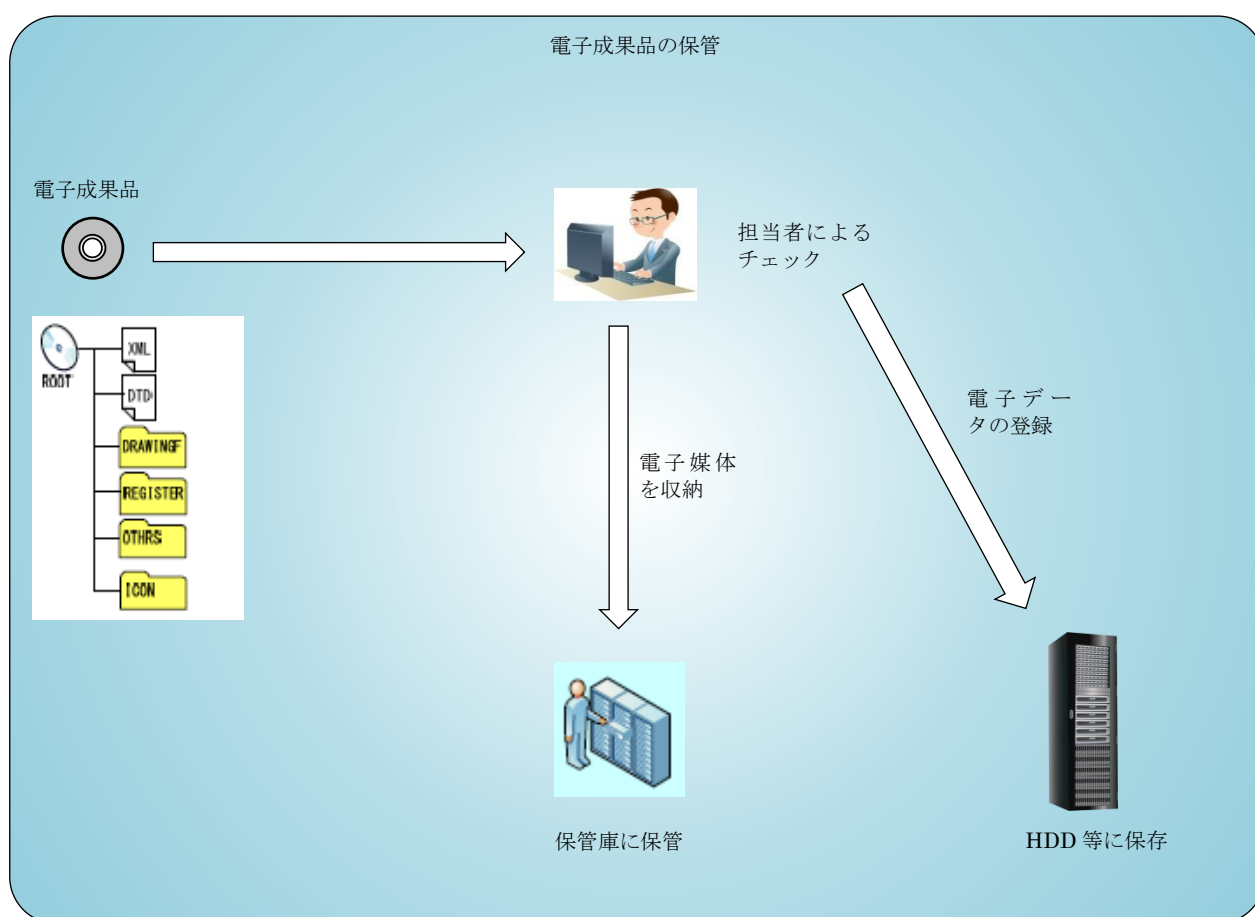 電子成果品の保管
電子成果品
担当者による
チェック
XML
ROOT
DTD
DRAWINGF
REGISTER
OTHRS
ICON
電子データの登録
電子媒体
を収納
保管庫に保管
HDD 等に保存